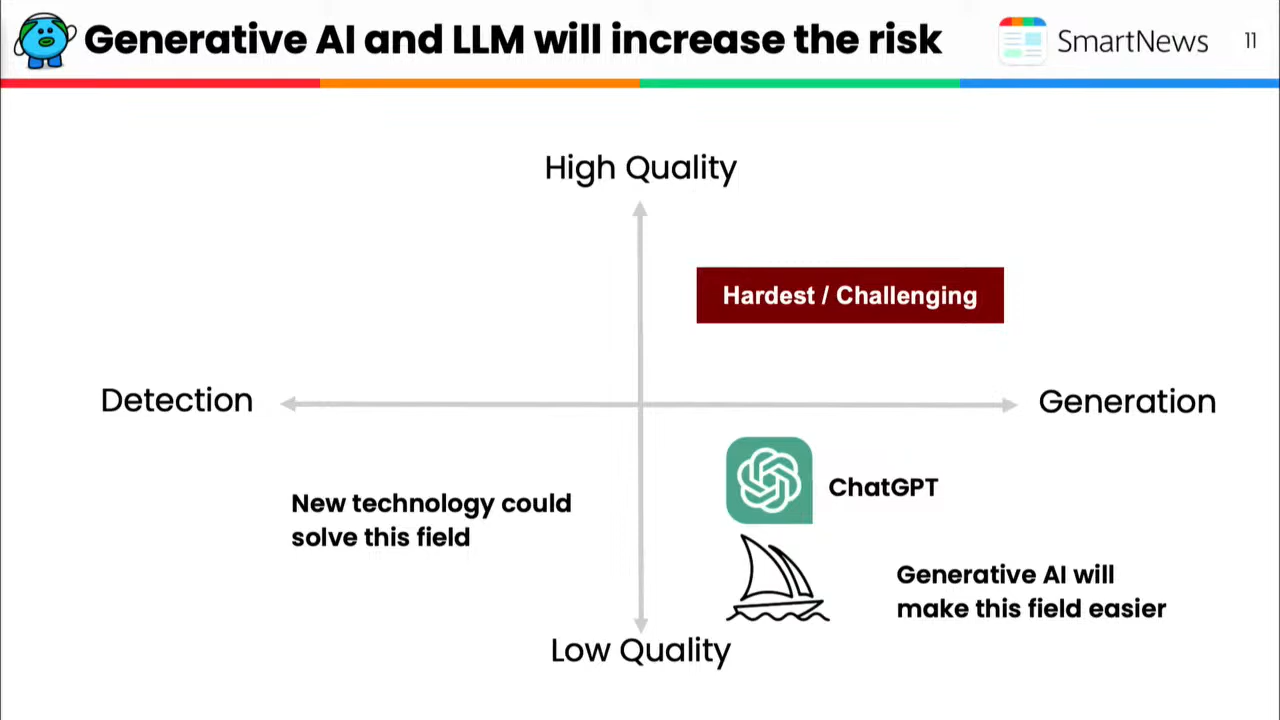 Generative AI and LLM will increase the risk
SmartNews
11
High Quality
Hardest / Challenging
Detection
Generation
New technology could
solve this field
ChatGPT
Generative AI will
make this field easier
Low Quality